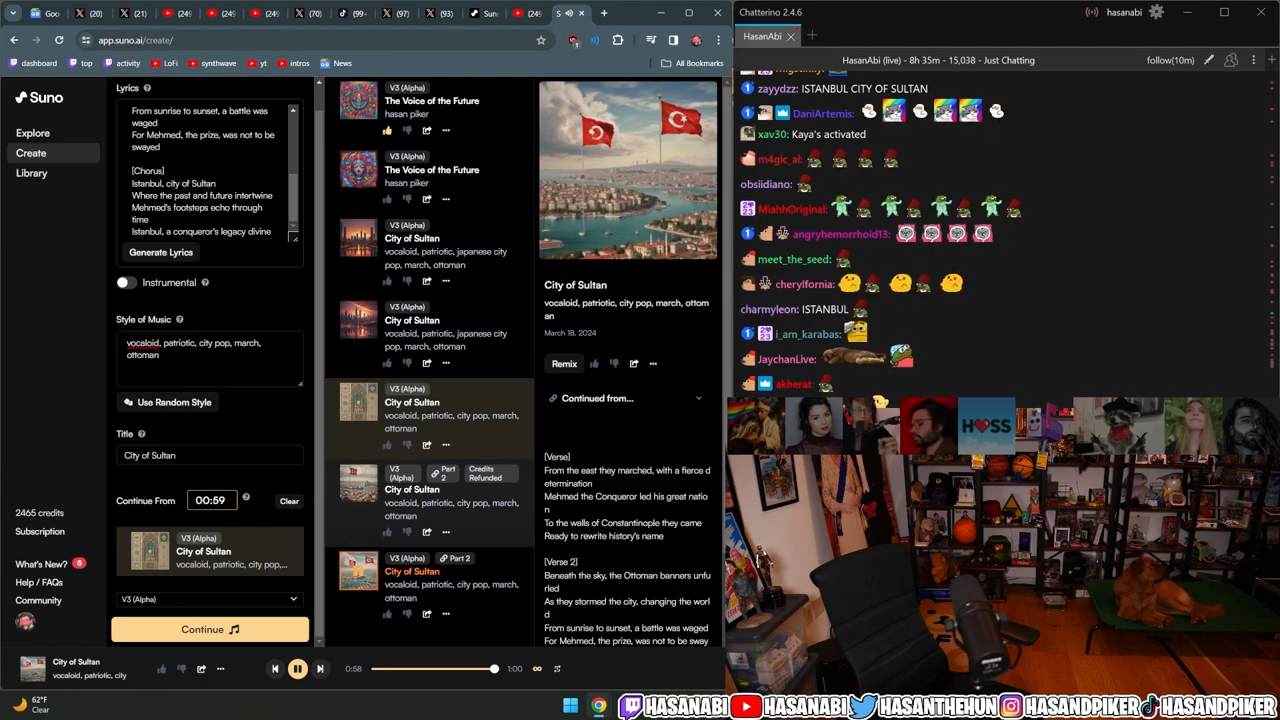 Goo
(20)
(21)
(249
(249
(249
(70)
(99+
(97)
(93)
Sun
(249
S
app.suno.ai/create/
dashboard
top
activity
LoFi
synthwave
yt
intros
News
All Bookmarks
Suno
Explore
Create
Library
2465 credits
Subscription
What's New?
6
Help / FAQs
Community
Lyrics
From sunrise to sunset, a battle was
waged
For Mehmed, the prize, was not to be
swayed
[Chorus]
Istanbul, city of Sultan
Where the past and future intertwine
Mehmed's footsteps echo through
time
Istanbul, a conqueror's legacy divine
Generate Lyrics
Instrumental
Style of Music
vocaloid, patriotic, city pop, march,
ottoman
Use Random Style
Title
City of Sultan
Continue From
00:59
Clear
V3 (Alpha)
City of Sultan
vocaloid, patriotic, city pop,...
V3 (Alpha)
Continue
V3 (Alpha)
The Voice of the Future
hasan piker
V3 (Alpha)
The Voice of the Future
hasan piker
V3 (Alpha)
City of Sultan
vocaloid, patriotic, japanese city
pop, march, ottoman
V3 (Alpha)
City of Sultan
vocaloid, patriotic, japanese city
pop, march, ottoman
V3 (Alpha)
City of Sultan
vocaloid, patriotic, city pop, march,
ottoman
V3 (Alpha)
Part 2
Credits Refunded
City of Sultan
vocaloid, patriotic, city pop, march,
ottoman
V3 (Alpha)
Part 2
City of Sultan
vocaloid, patriotic, city pop, march,
ottoman
City of Sultan
vocaloid, patriotic, city pop, march, ottom
an
March 18, 2024
Remix
Continued from...
[Verse]
From the east they marched, with a fierce d
etermination
Mehmed the Conqueror led his great natio
n
To the walls of Constantinople they came
Ready to rewrite history's name
[Verse 2]
Beneath the sky, the Ottoman banners unfu
rled
As they stormed the city, changing the worl
d
From sunrise to sunset, a battle was waged
For Mehmed, the prize, was not to be sway
City of Sultan
vocaloid, patriotic, city
0:58
1:00
62°F
Clear
Chatterino 2.4.6
hasanabi
HasanAbi
HasanAbi (live) - 8h 35m - 15,038 - Just Chatting
follow(10m)
zayydzz: ISTANBUL CITY OF SULTAN
DaniArtemis:
xav30: Kaya's activated
m4gic_al:
obsiidiano:
MiahhOriginal:
angryhemorrhoid13:
meet_the_seed:
cherylfornia:
charmyleon: ISTANBUL
i_am_karabas:
JaychanLive:
akherat:
H SS
HASANABI
HASANABI
HASANTHEHUN
HASANDPIKER
HASANDPIKER